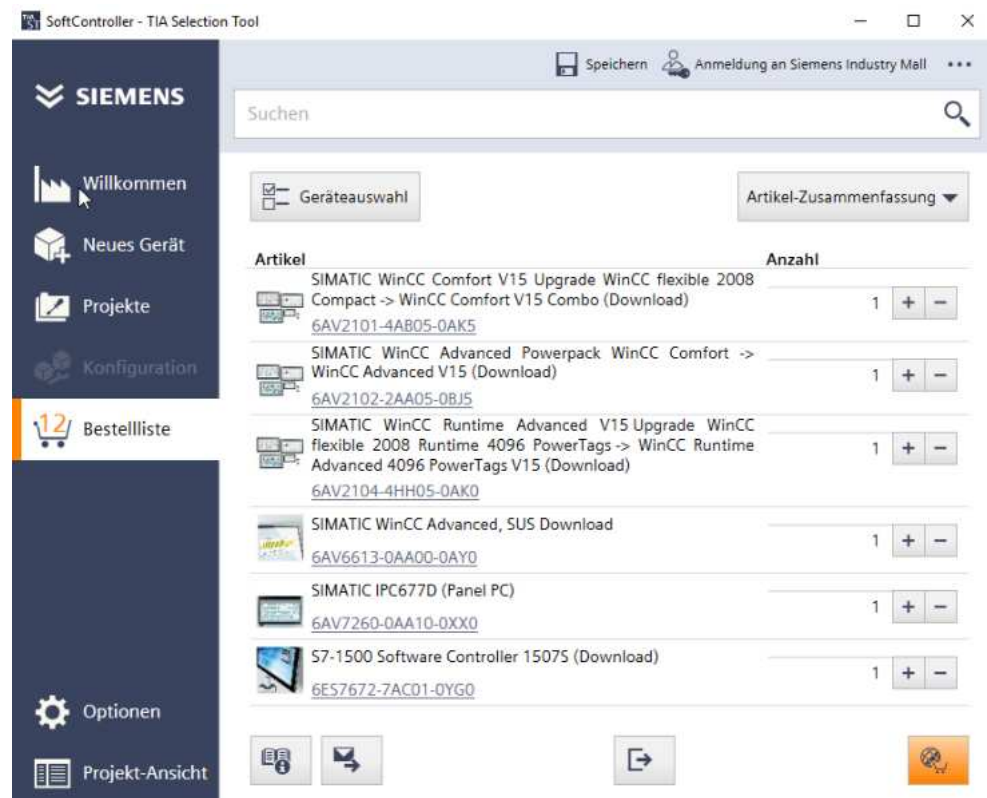 SoftController - TIA Selection Tool
Speichern
Anmeldung an Siemens Industry Mall
SIEMENS
Suchen
Willkommen
Neues Gerät
Projekte
Konfiguration
12
Bestellliste
Optionen
Projekt-Ansicht
Geräteauswahl
Artikel-Zusammenfassung
Artikel
Anzahl
SIMATIC WinCC Comfort V15 Upgrade WinCC flexible 2008
Compact -> WinCC Comfort V15 Combo (Download)
6AV2101-4AB05-0AK5
1 + −
SIMATIC WinCC Advanced Powerpack WinCC Comfort ->
WinCC Advanced V15 (Download)
6AV2102-2AA05-0BJ5
1 + −
SIMATIC WinCC Runtime Advanced V15 Upgrade WinCC
flexible 2008 Runtime 4096 PowerTags -> WinCC Runtime
Advanced 4096 PowerTags V15 (Download)
6AV2104-4HH05-0AK0
1 + −
SIMATIC WinCC Advanced, SUS Download
6AV6613-0AA00-0AY0
1 + −
SIMATIC IPC677D (Panel PC)
6AV7260-0AA10-0XX0
1 + −
S7-1500 Software Controller 1507S (Download)
6ES7672-7AC01-0YG0
1 + −